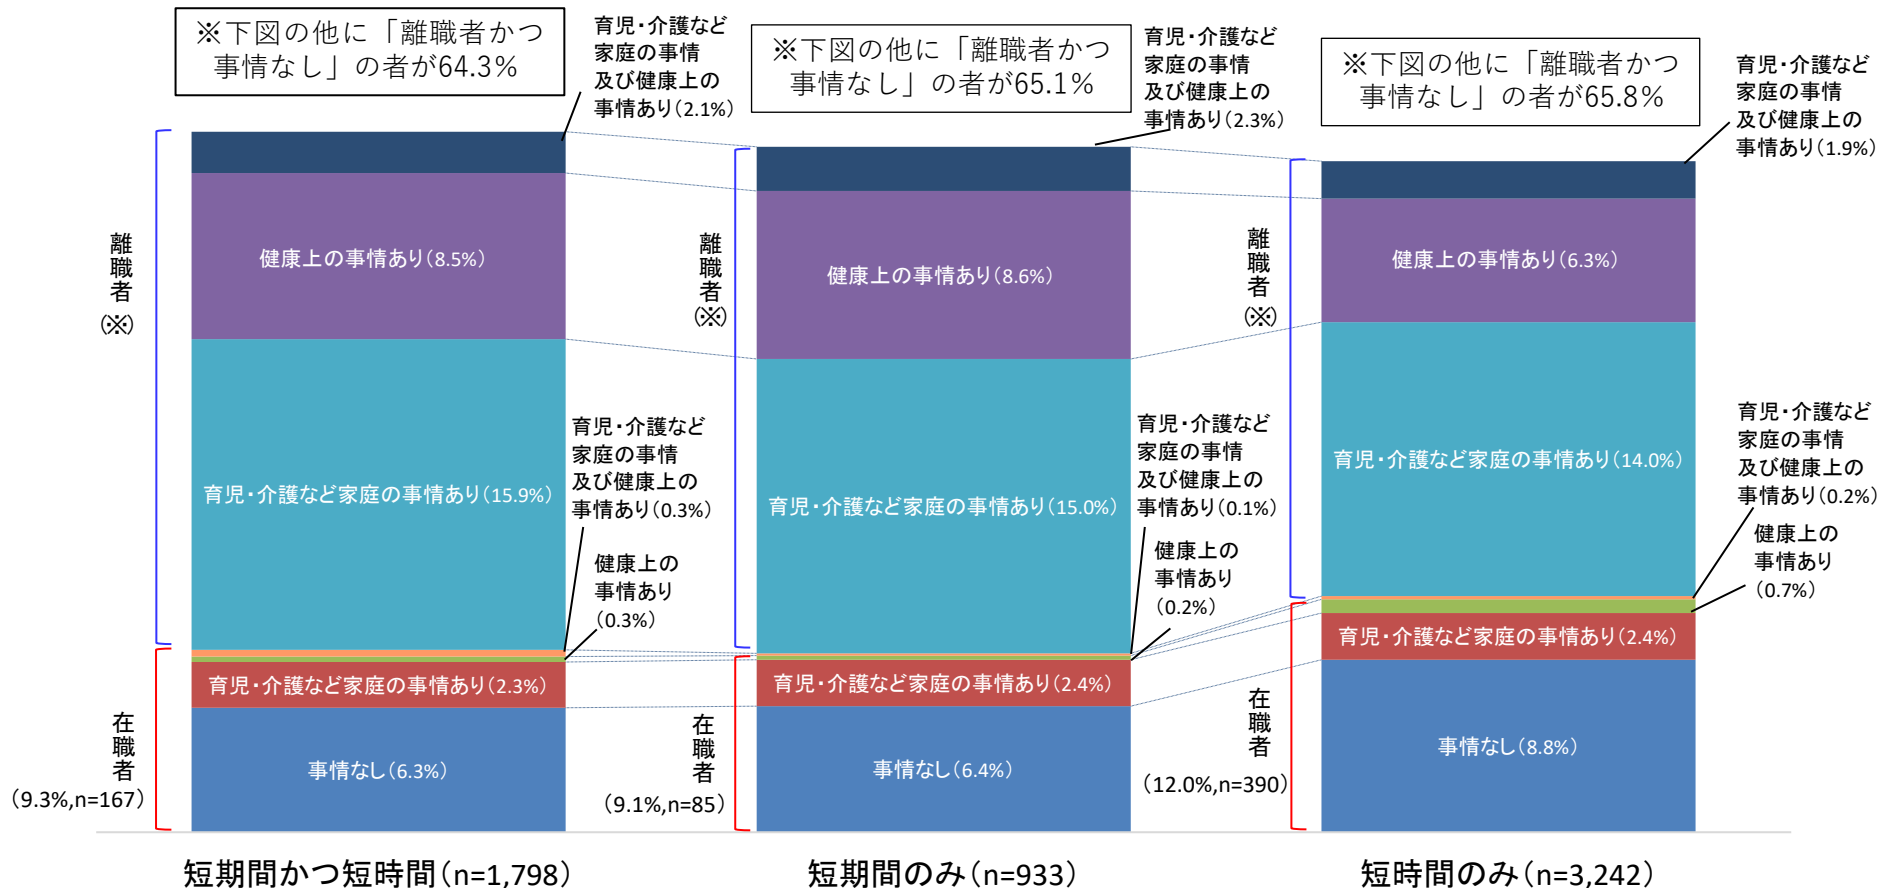 ※下図の他に「離職者かつ
事情なし」の者が64.3%
育児・介護など
家庭の事情
及び健康上の
事情あり(2.1%)
離職者
(※)
健康上の事情あり(8.5%)
育児・介護など家庭の事情あり(15.9%)
育児・介護など
家庭の事情
及び健康上の
事情あり(0.3%)
健康上の
事情あり
(0.3%)
育児・介護など家庭の事情あり(2.3%)
在職者
(9.3%,n=167)
事情なし(6.3%)
短期間かつ短時間(n=1,798)
※下図の他に「離職者かつ
事情なし」の者が65.1%
育児・介護など
家庭の事情
及び健康上の
事情あり(2.3%)
離職者
(※)
健康上の事情あり(8.6%)
育児・介護など家庭の事情あり(15.0%)
育児・介護など
家庭の事情
及び健康上の
事情あり(0.1%)
健康上の
事情あり
(0.2%)
育児・介護など家庭の事情あり(2.4%)
在職者
(9.1%,n=85)
事情なし(6.4%)
短期間のみ(n=933)
※下図の他に「離職者かつ
事情なし」の者が65.8%
育児・介護など
家庭の事情
及び健康上の
事情あり(1.9%)
離職者
(※)
健康上の事情あり(6.3%)
育児・介護など家庭の事情あり(14.0%)
育児・介護など
家庭の事情
及び健康上の
事情あり(0.2%)
健康上の
事情あり
(0.7%)
育児・介護など家庭の事情あり(2.4%)
在職者
(12.0%,n=390)
事情なし(8.8%)
短時間のみ(n=3,242)